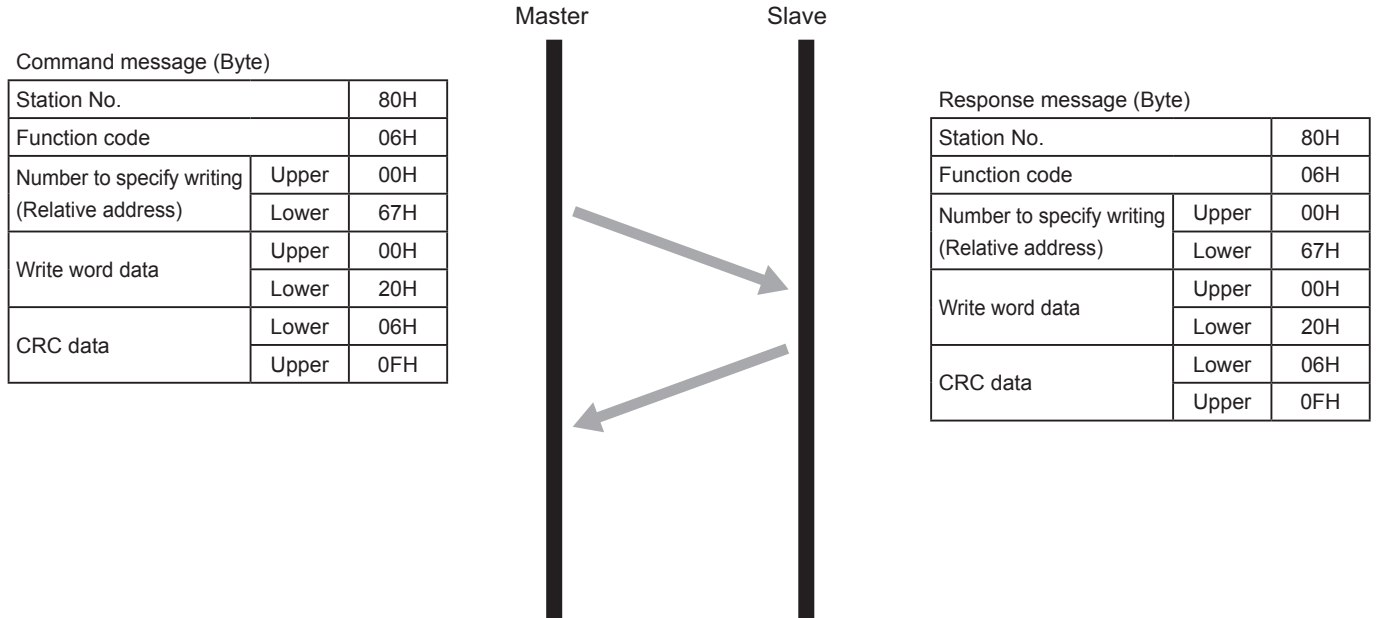 Master Slave
Command message (Byte)
Station No. 80H
Function code 06H
Number to specify writing (Relative address) Upper 00H
Lower 67H
Write word data Upper 00H
Lower 20H
CRC data Lower 06H
Upper 0FH
Response message (Byte)
Station No. 80H
Function code 06H
Number to specify writing (Relative address) Upper 00H
Lower 67H
Write word data Upper 00H
Lower 20H
CRC data Lower 06H
Upper 0FH